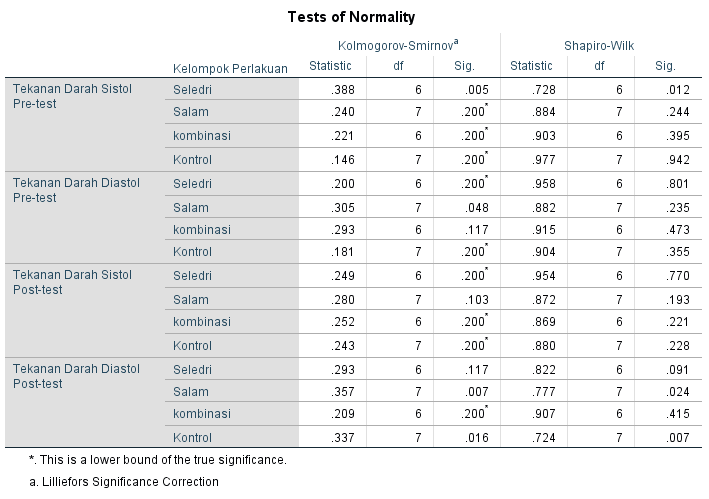 Tests of Normality
Kolmogorov-Smirnovª Shapiro-Wilk
Kelompok Perlakuan Statistic df Sig. Statistic df Sig.
Tekanan Darah Sistol Pre-test Seledri .388 6 .005 .728 6 .012
Salam .240 7 .200* .884 7 .244
kombinasi .221 6 .200* .903 6 .395
Kontrol .146 7 .200* .977 7 .942
Tekanan Darah Diastol Pre-test Seledri .200 6 .200* .958 6 .801
Salam .305 7 .048 .882 7 .235
kombinasi .293 6 .117 .915 6 .473
Kontrol .181 7 .200* .904 7 .355
Tekanan Darah Sistol Post-test Seledri .249 6 .200* .954 6 .770
Salam .280 7 .103 .872 7 .193
kombinasi .252 6 .200* .869 6 .221
Kontrol .243 7 .200* .880 7 .228
Tekanan Darah Diastol Post-test Seledri .293 6 .117 .822 6 .091
Salam .357 7 .007 .777 7 .024
kombinasi .209 6 .200* .907 6 .415
Kontrol .337 7 .016 .724 7 .007
*. This is a lower bound of the true significance.
a. Lilliefors Significance Correction